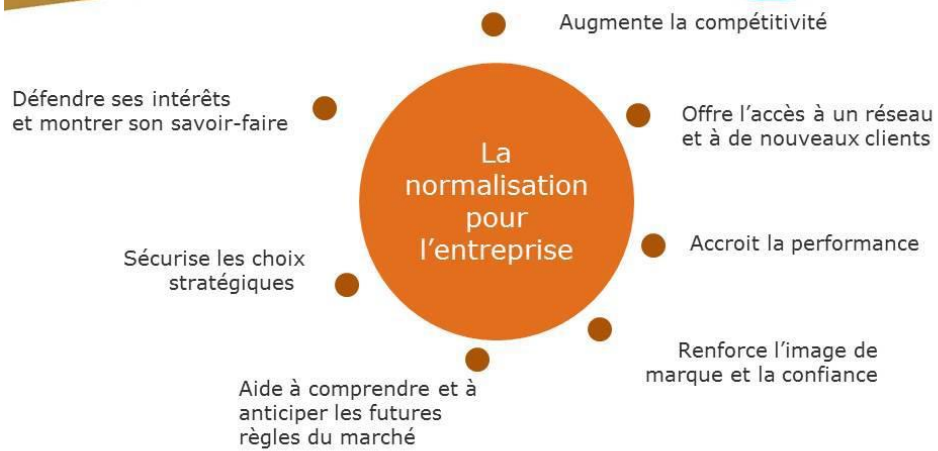 Augmente la compétitivité
Défendre ses intérêts
et montrer son savoir-faire
Offre l'accès à un réseau
et à de nouveaux clients
La
normalisation
pour
l'entreprise
Accroit la performance
Sécurise les choix
stratégiques
Renforce l'image de
marque et la confiance
Aide à comprendre et à
anticiper les futures
règles du marché